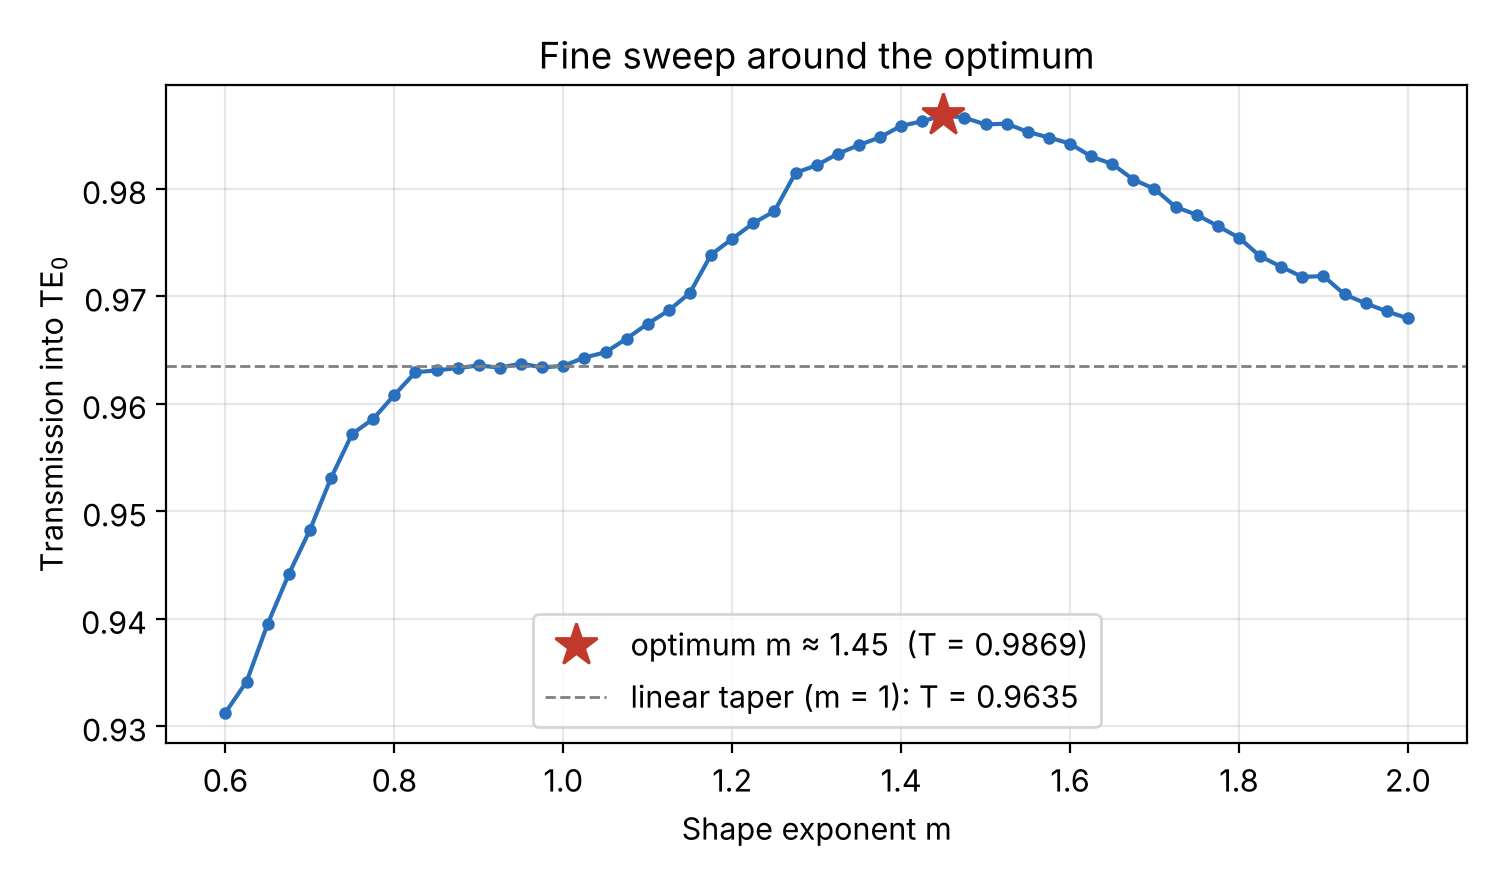 Fine sweep around the optimum
Transmission into TE₀
0.98
0.97
0.96
0.95
0.94
0.93
optimum m ≈ 1.45 (T = 0.9869)
linear taper (m = 1): T = 0.9635
0.6 0.8 1.0 1.2 1.4 1.6 1.8 2.0
Shape exponent m